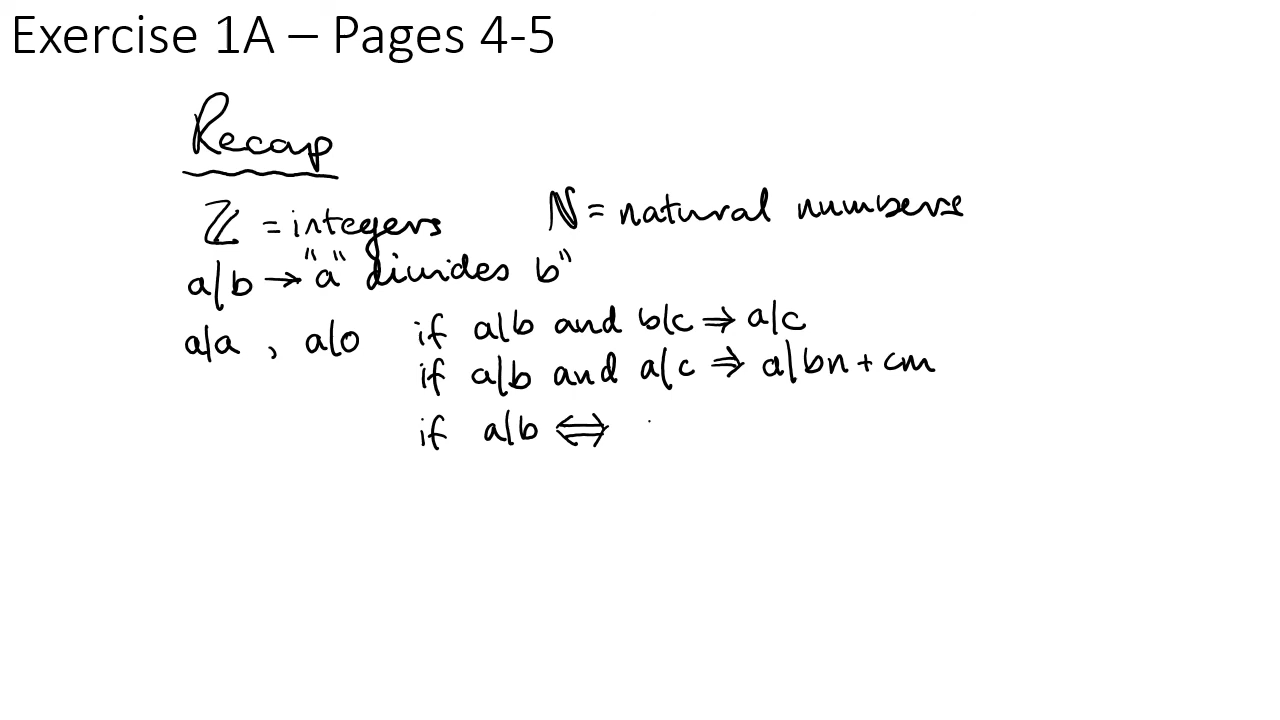 Exercise 1A – Pages 4-5
Recap
ℤ = integers ℕ = natural numbers
a|b → "a" divides b"
a|a , a|0 if a|b and b|c ⇒ a|c
if a|b and a|c ⇒ a|bn + cm
if a|b ⇔